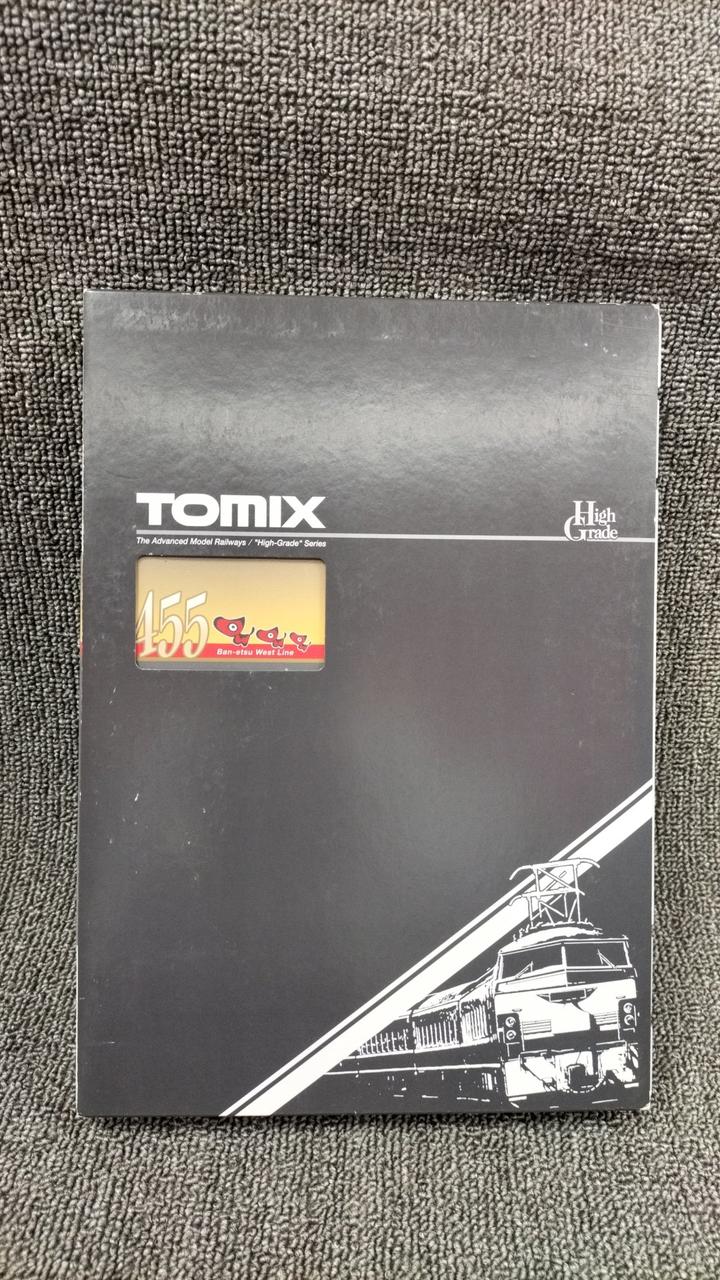 TOMIX
High
Grade
The Advanced Model Railways / "High-Grade" Series
455
Ban-etsu West Line